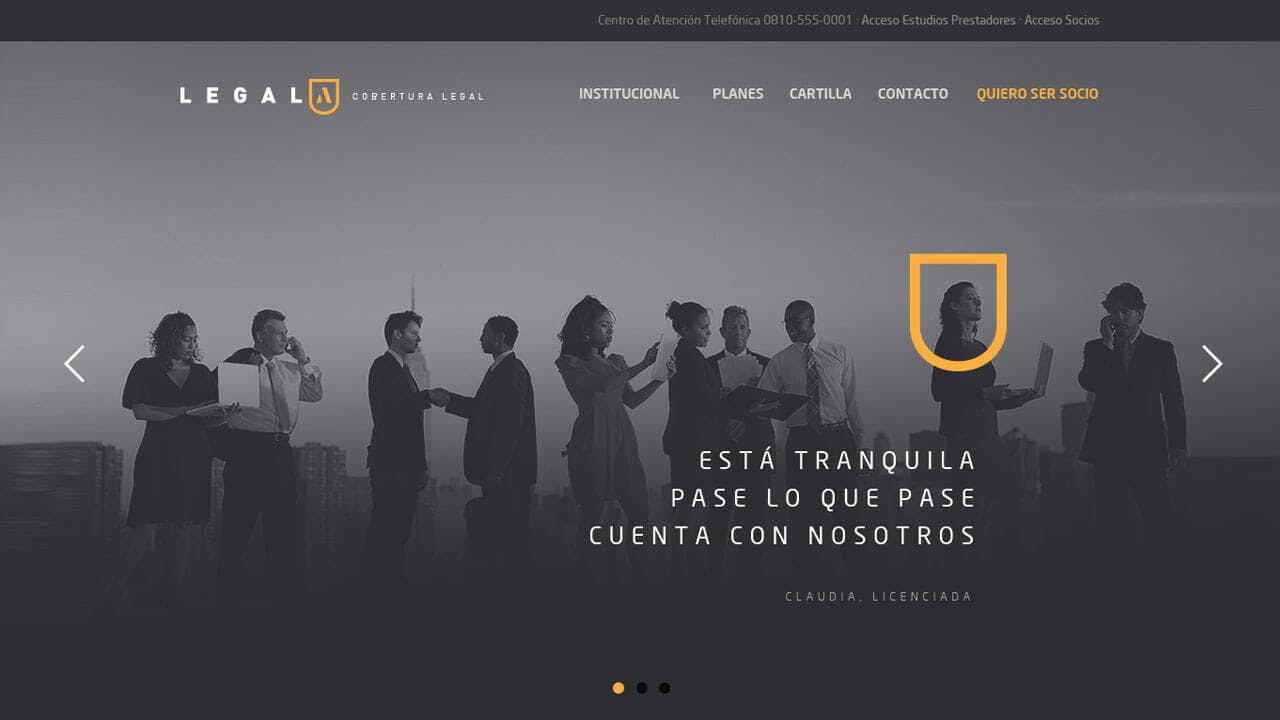 Centro de Atención Telefónica 0810-555-0001 · Acceso Estudios Prestadores · Acceso Socios
LEGAL A COBERTURA LEGAL
INSTITUCIONAL PLANES CARTILLA CONTACTO QUIERO SER SOCIO
ESTÁ TRANQUILA
PASE LO QUE PASE
CUENTA CON NOSOTROS
CLAUDIA, LICENCIADA